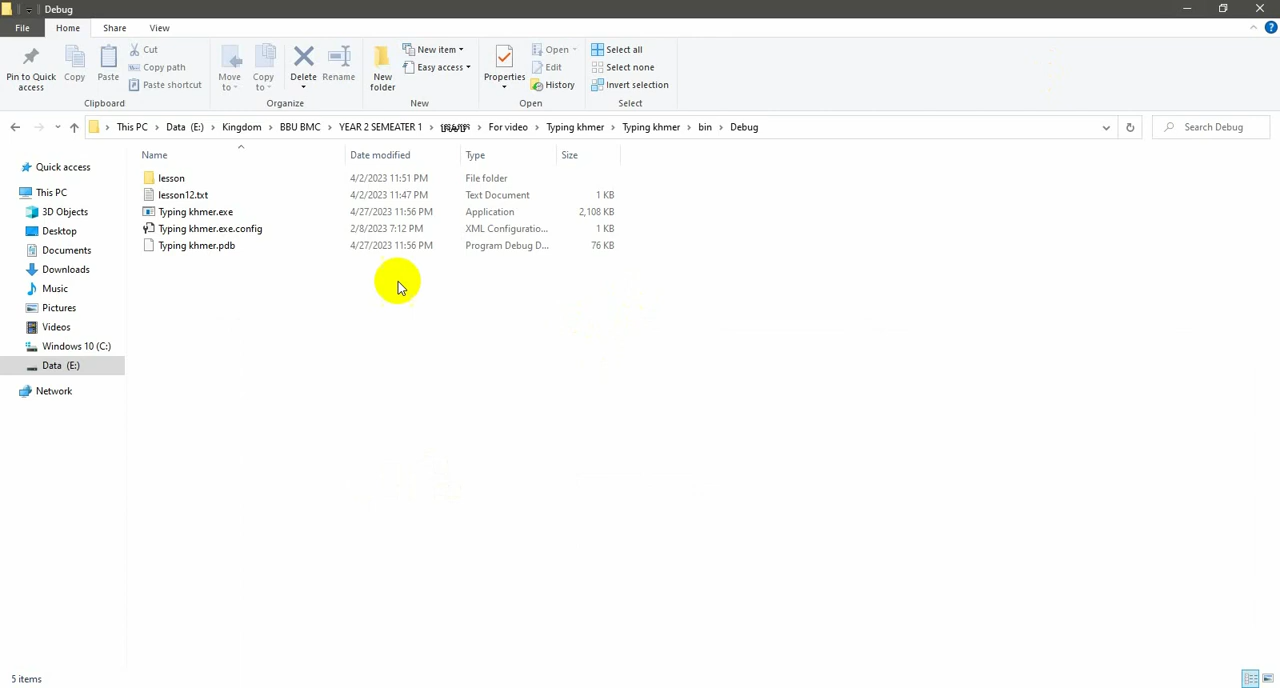 Debug
File Home Share View
Pin to Quick access
Copy
Paste
Cut
Copy path
Paste shortcut
Clipboard
Move to
Copy to
Delete
Rename
Organize
New folder
New item
Easy access
New
Properties
Open
Edit
History
Open
Select all
Select none
Invert selection
Select
This PC › Data (E:) › Kingdom › BBU BMC › YEAR 2 SEMEATER 1 › › For video › Typing khmer › Typing khmer › bin › Debug
Search Debug
Name Date modified Type Size
lesson 4/2/2023 11:51 PM File folder
lesson12.txt 4/2/2023 11:47 PM Text Document 1 KB
Typing khmer.exe 4/27/2023 11:56 PM Application 2,108 KB
Typing khmer.exe.config 2/8/2023 7:12 PM XML Configuratio... 1 KB
Typing khmer.pdb 4/27/2023 11:56 PM Program Debug D... 76 KB
Quick access
This PC
3D Objects
Desktop
Documents
Downloads
Music
Pictures
Videos
Windows 10 (C:)
Data (E:)
Network
5 items